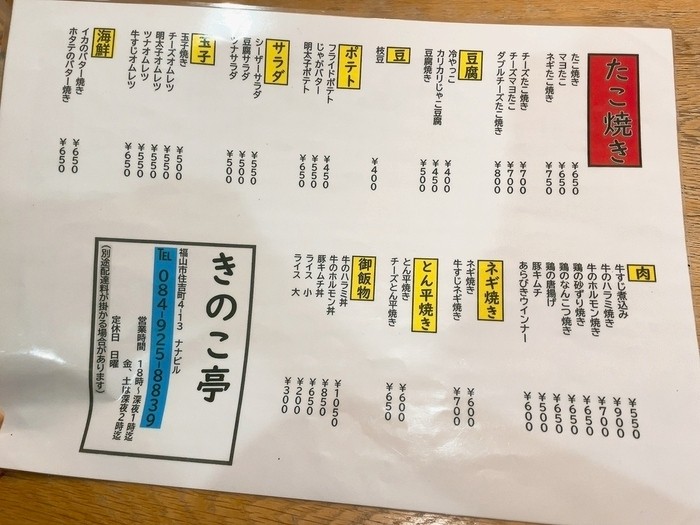 たこ焼き
たこ焼き ¥650
マヨたこ ¥650
ネギたこ焼き ¥750
チーズたこ焼き ¥700
チーズマヨたこ ¥700
ダブルチーズたこ焼き ¥800
豆腐
冷やっこ ¥400
カリカリじゃこ豆腐 ¥450
豆腐焼き ¥500
豆
枝豆 ¥400
ポテト
フライドポテト ¥450
じゃがバター ¥550
明太子ポテト ¥650
サラダ
シーザーサラダ ¥550
豆腐サラダ ¥500
ツナサラダ ¥500
玉子
玉子焼き ¥500
チーズオムレツ ¥550
明太子オムレツ ¥550
ツナオムレツ ¥550
牛すじオムレツ ¥650
海鮮
イカのバター焼き ¥650
ホタテのバター焼き ¥650
肉
牛すじ煮込み ¥550
牛のハラミ焼き ¥900
牛のホルモン焼き ¥700
鶏の砂ずり焼き ¥650
鶏のなんこつ焼き ¥650
鶏の唐揚げ ¥650
豚キムチ ¥500
あらびきウインナー ¥600
ネギ焼き
ネギ焼き ¥600
牛すじネギ焼き ¥700
とん平焼き
とん平焼き ¥600
チーズとん平焼き ¥650
御飯物
牛のハラミ丼 ¥1050
牛のホルモン丼 ¥850
豚キムチ丼 ¥650
ライス 小 ¥200
ライス 大 ¥300
きのこ亭
福山市住吉町4-13 ナナビル
TEL 084-925-8839
営業時間 18時〜深夜1時迄
金、土は深夜2時迄
定休日 日曜
(別途配達料が掛かる場合があります)